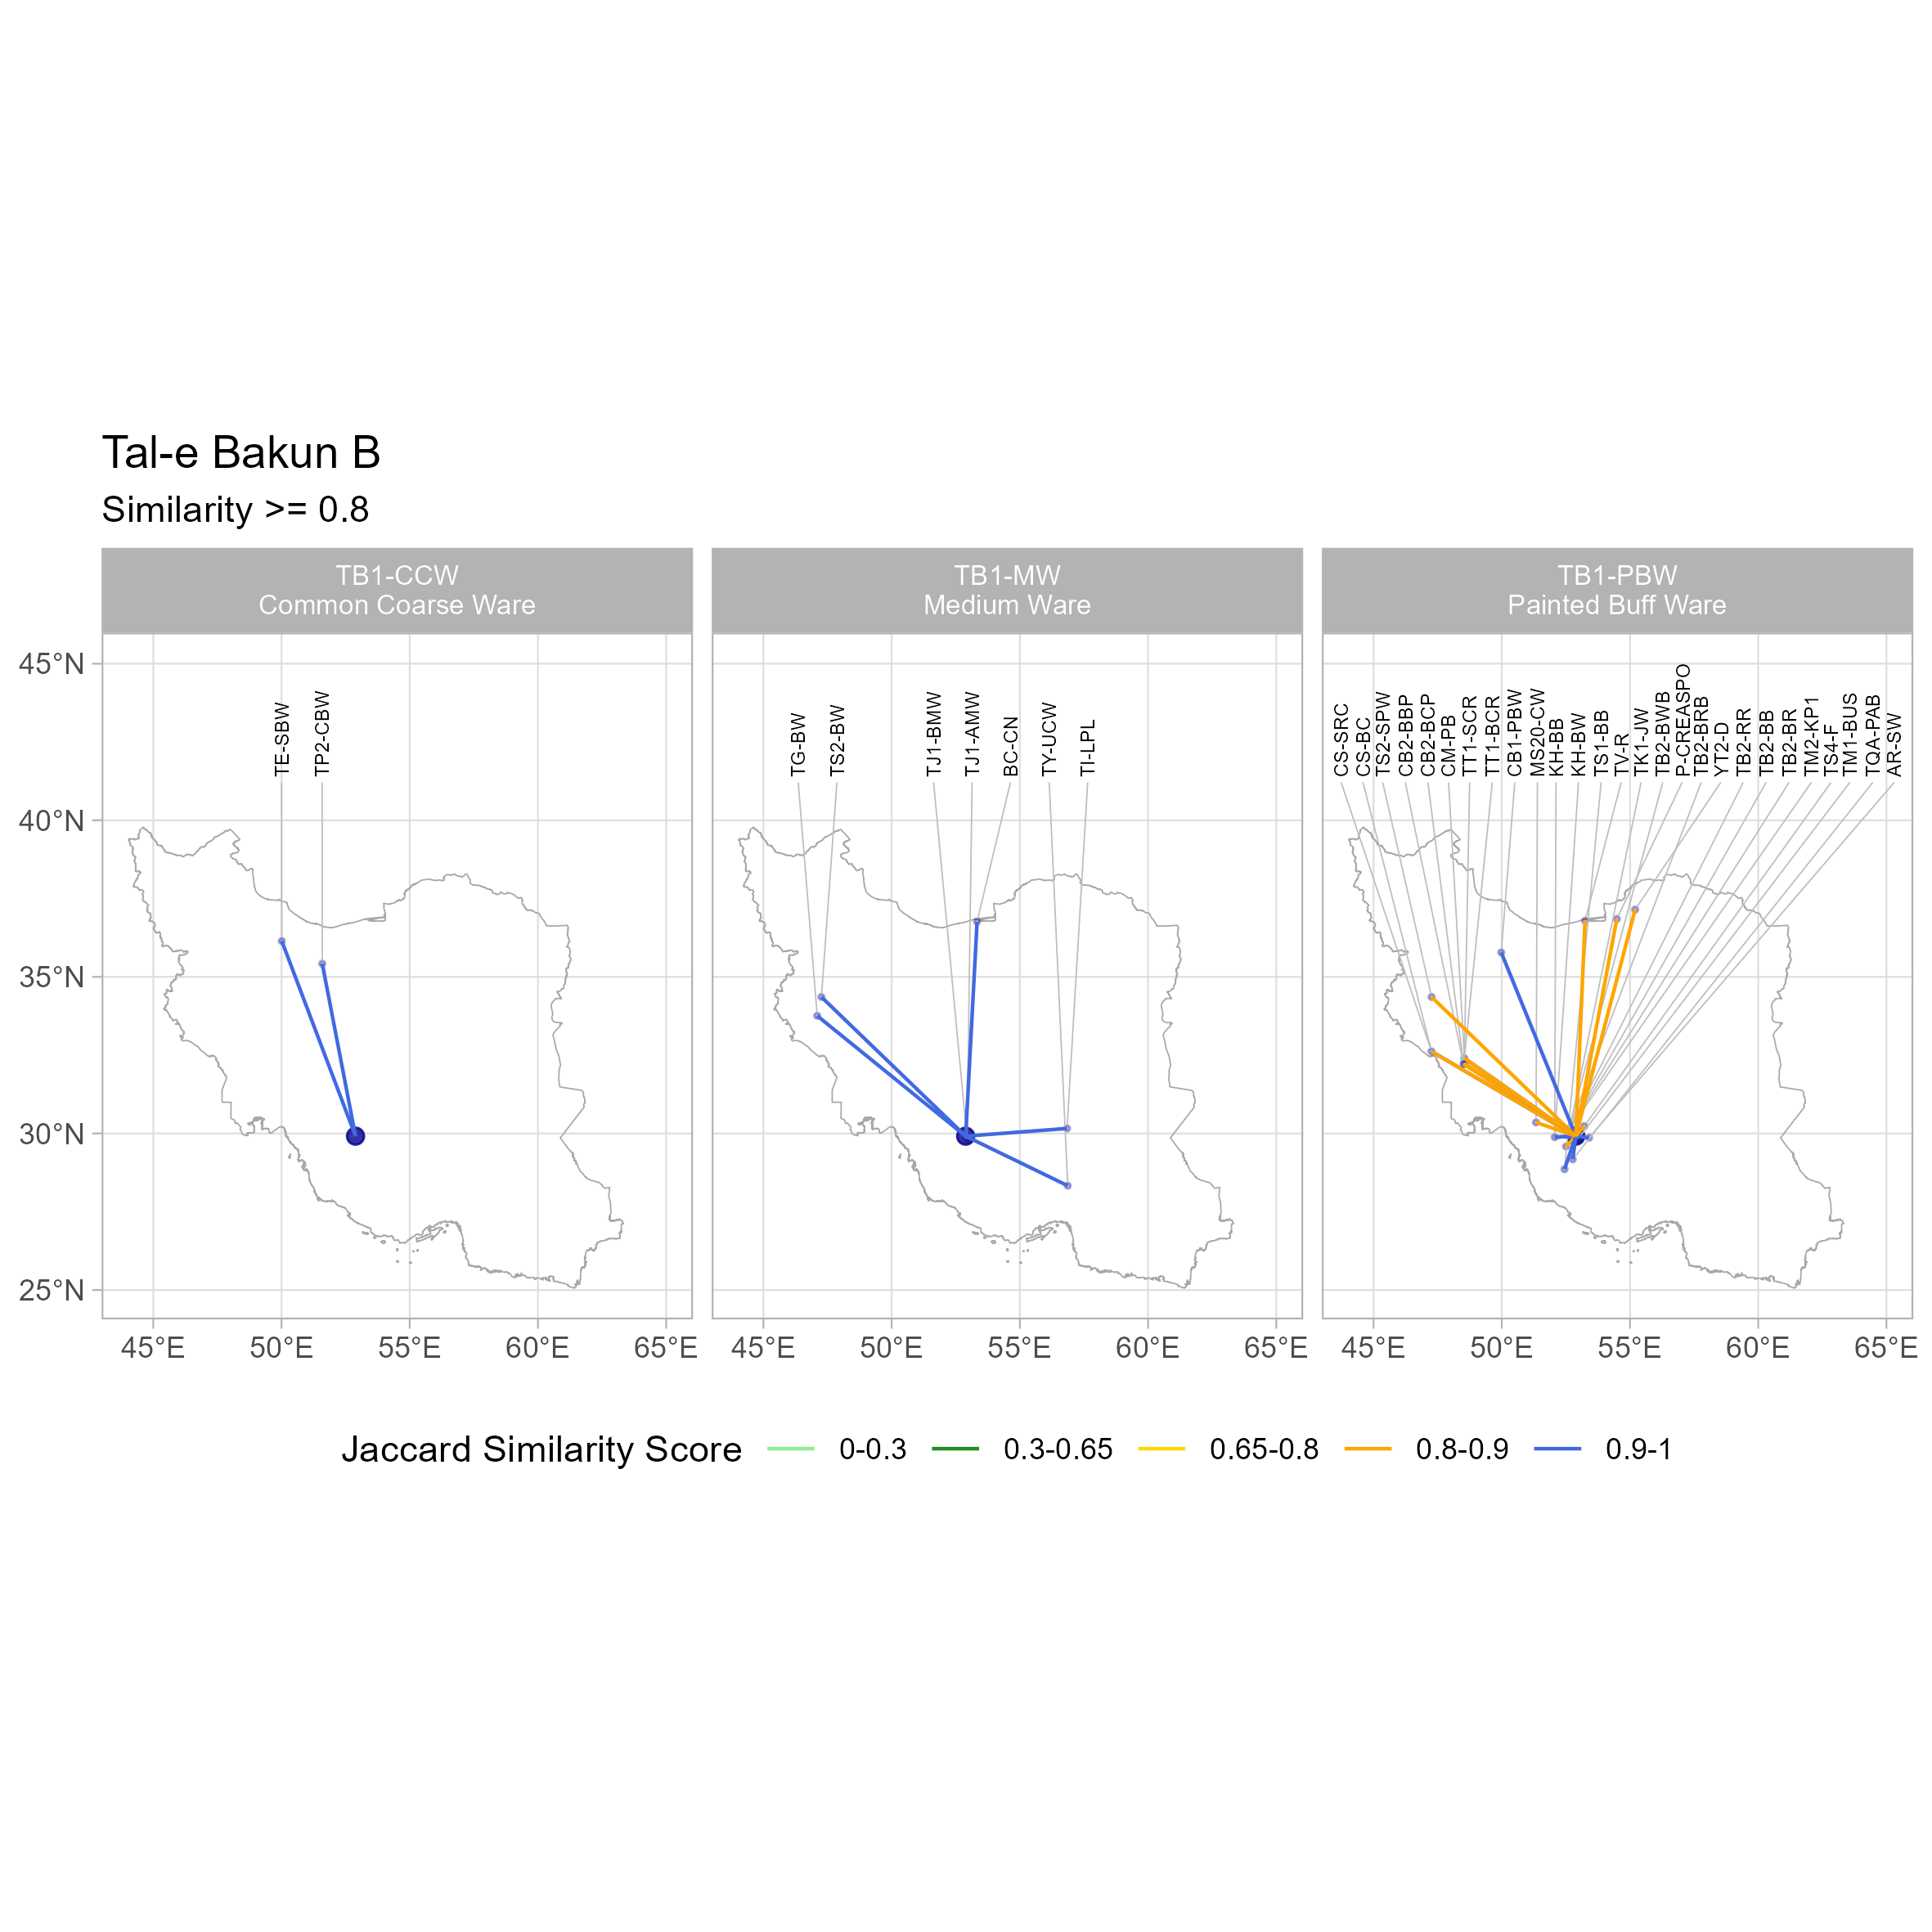 Tal-e Bakun B
Similarity >= 0.8
TB1-CCW
Common Coarse Ware
TB1-MW
Medium Ware
TB1-PBW
Painted Buff Ware
45°N
40°N
35°N
30°N
25°N
TE-SBW
TP2-CBW
TG-BW
TS2-BW
TJ1-BMW
TJ1-AMW
BC-CN
TY-UCW
TI-LPL
CS-SRC
CS-BC
TS2-SPW
CB2-BBP
CB2-BCP
CM-PB
TT1-SCR
TT1-BCR
CB1-PBW
MS20-CW
KH-BB
KH-BW
TS1-BB
TV-R
TK1-JW
TB2-BWB
P-CREASPO
TB2-BRB
YT2-D
TB2-RR
TB2-BB
TB2-BR
TM2-KP1
TS4-F
TM1-BUS
TQA-PAB
AR-SW
45°E 50°E 55°E 60°E 65°E
45°E 50°E 55°E 60°E 65°E
45°E 50°E 55°E 60°E 65°E
Jaccard Similarity Score 0-0.3 0.3-0.65 0.65-0.8 0.8-0.9 0.9-1